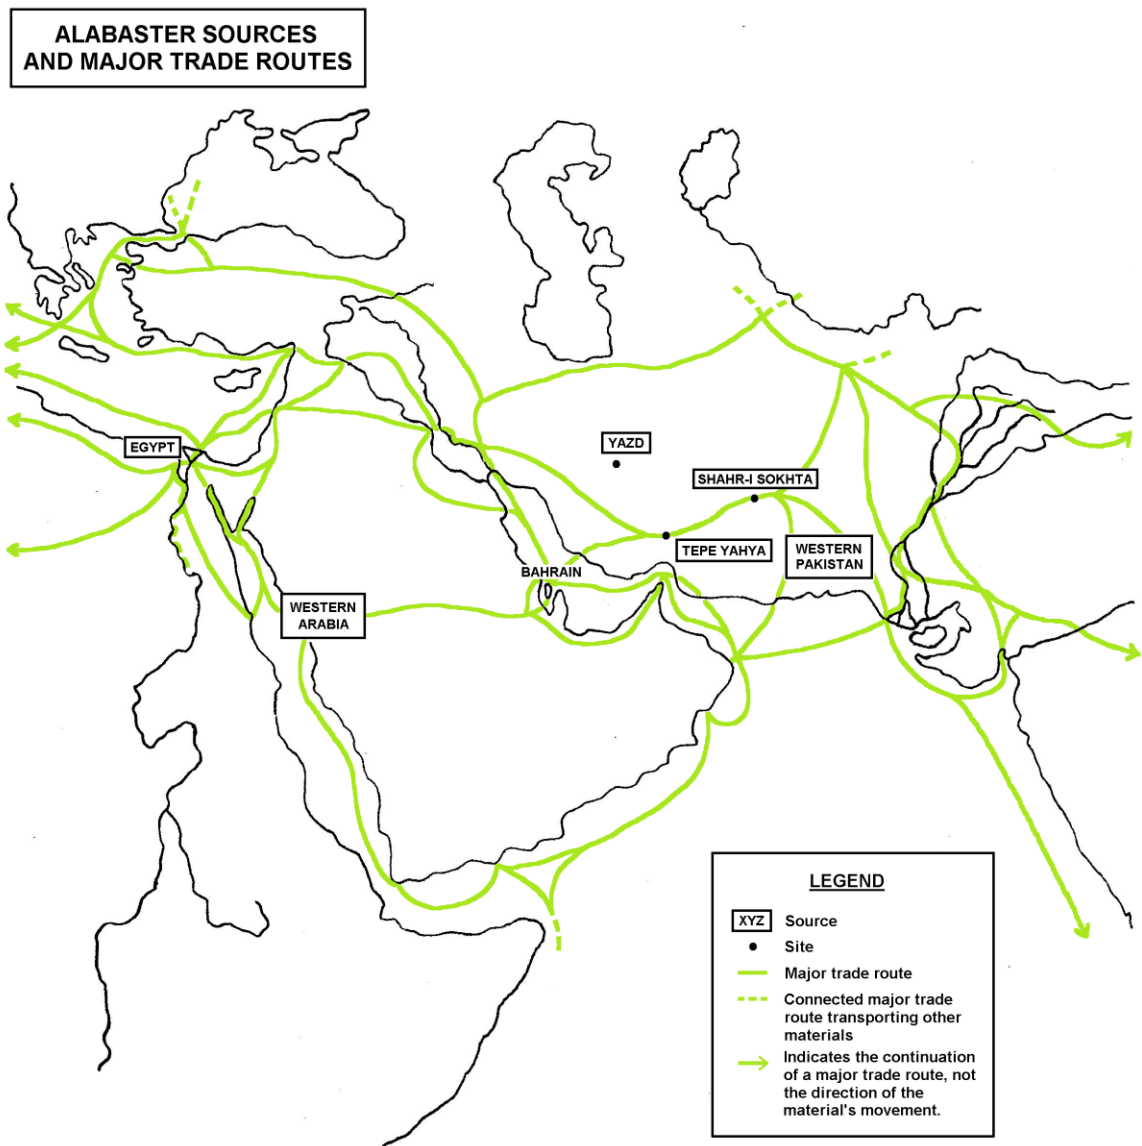 ALABASTER SOURCES
AND MAJOR TRADE ROUTES
EGYPT
YAZD
SHAHR-I SOKHTA
TEPE YAHYA
WESTERN
PAKISTAN
BAHRAIN
WESTERN
ARABIA
LEGEND
XYZ Source
Site
Major trade route
Connected major trade
route transporting other
materials
Indicates the continuation
of a major trade route, not
the direction of the
material's movement.